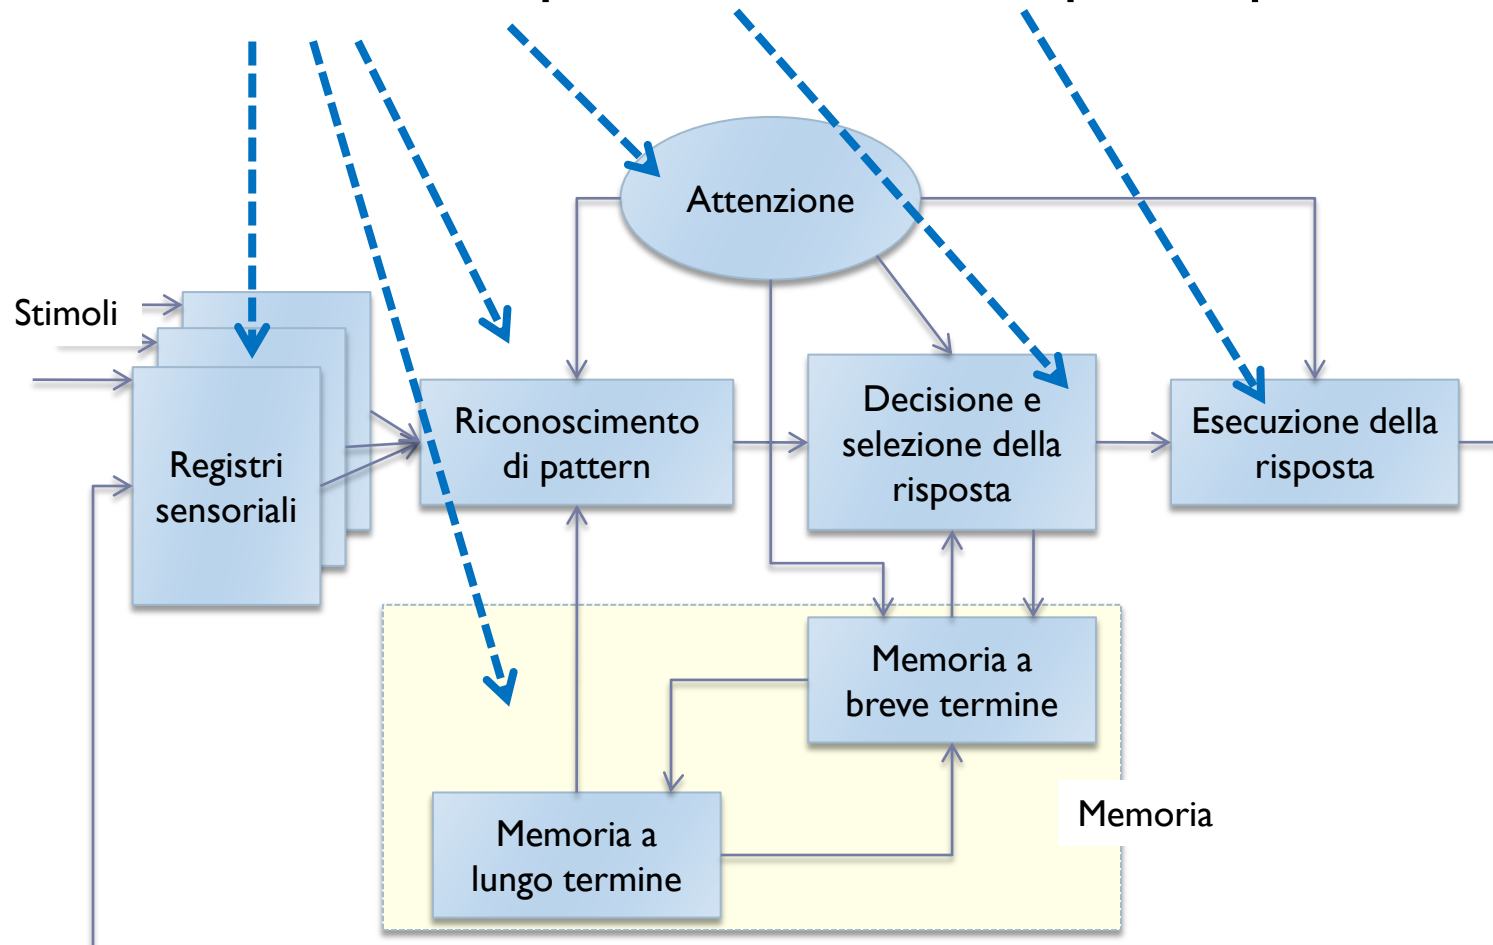 Attenzione
Stimoli
Registri
sensoriali
Riconoscimento
di pattern
Decisione e
selezione della
risposta
Esecuzione della
risposta
Memoria a
breve termine
Memoria a
lungo termine
Memoria